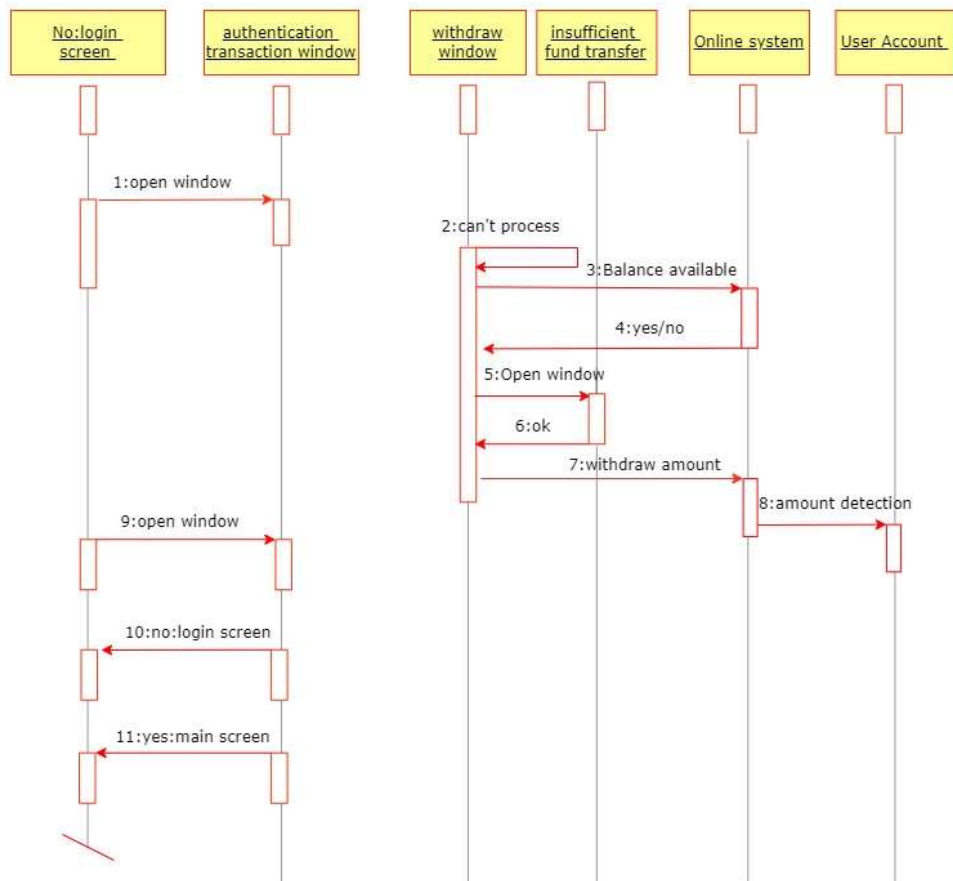 No:login
screen
authentication
transaction window
withdraw
window
insufficient
fund transfer
Online system
User Account
1:open window
2:can't process
3:Balance available
4:yes/no
5:Open window
6:ok
7:withdraw amount
8:amount detection
9:open window
10:no:login screen
11:yes:main screen